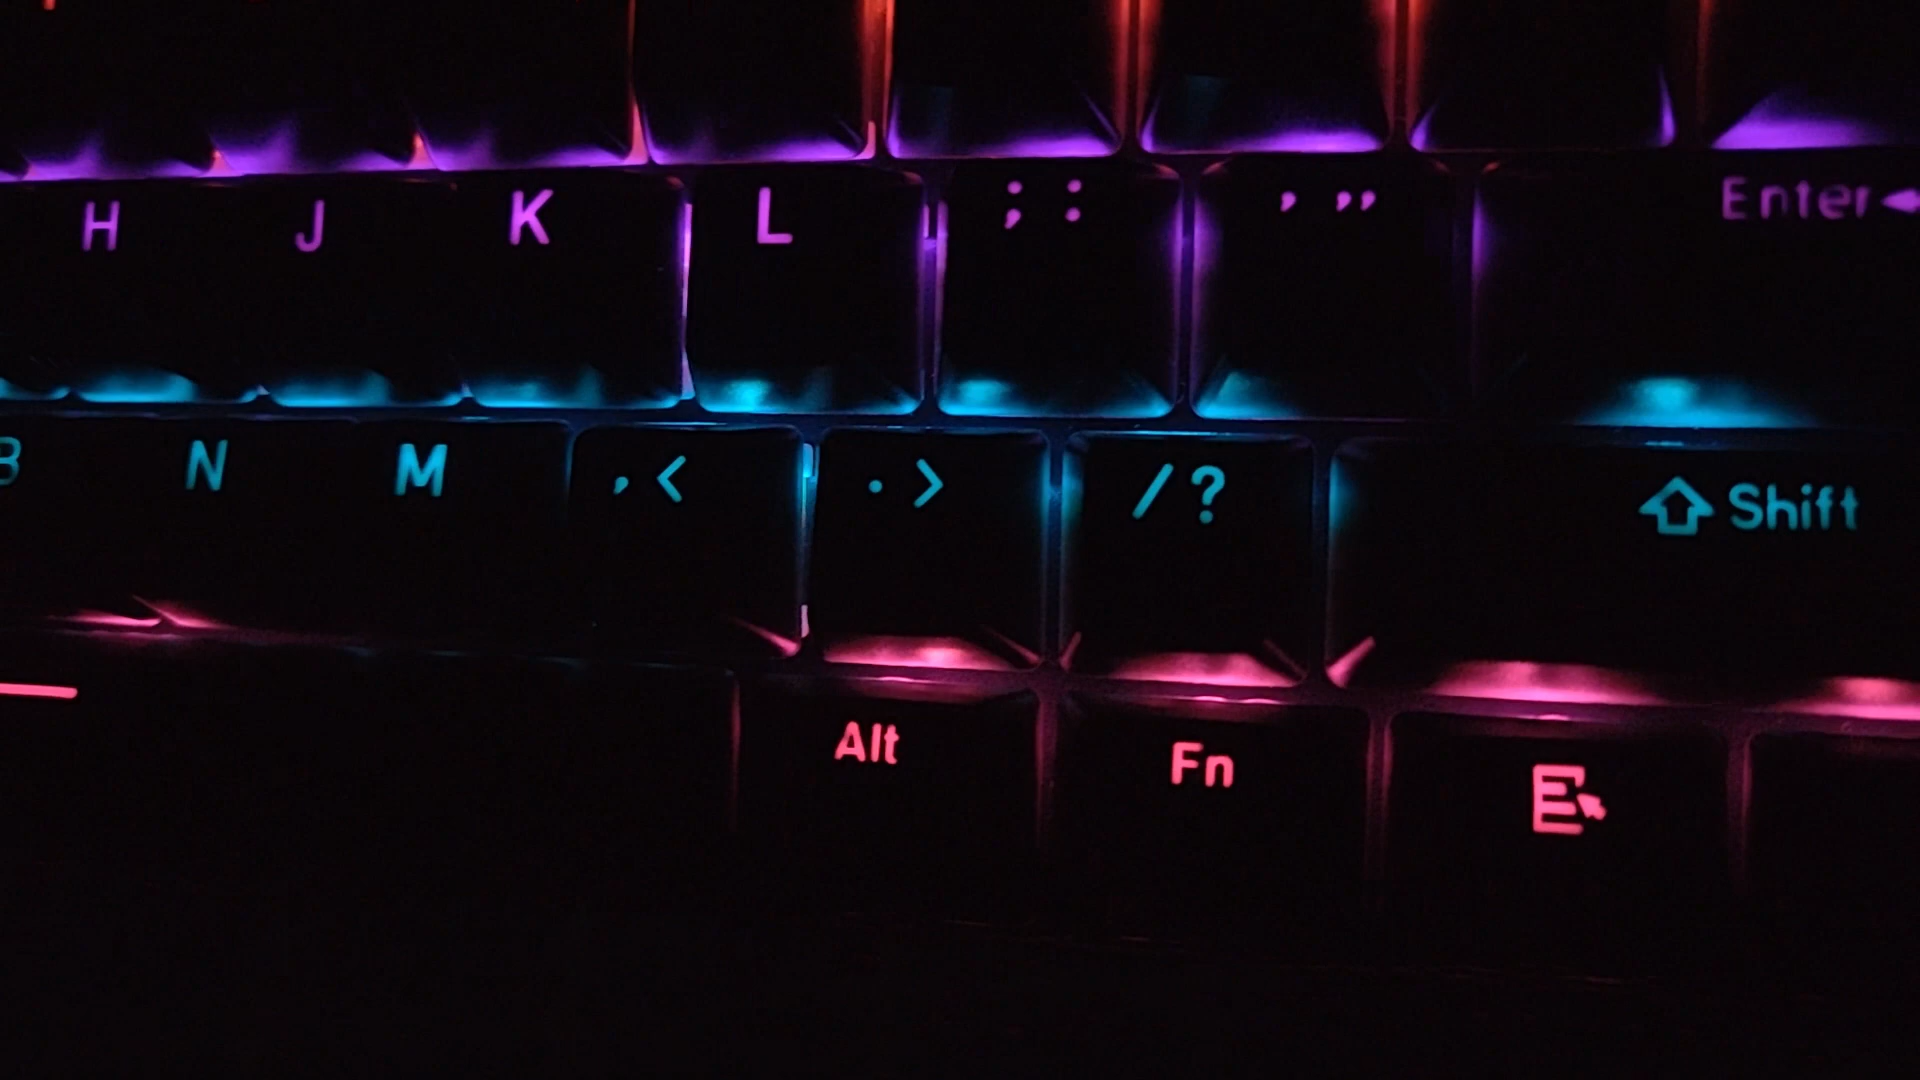 H J K L ; : ' " Enter
B N M , < . > / ? Shift
Alt Fn